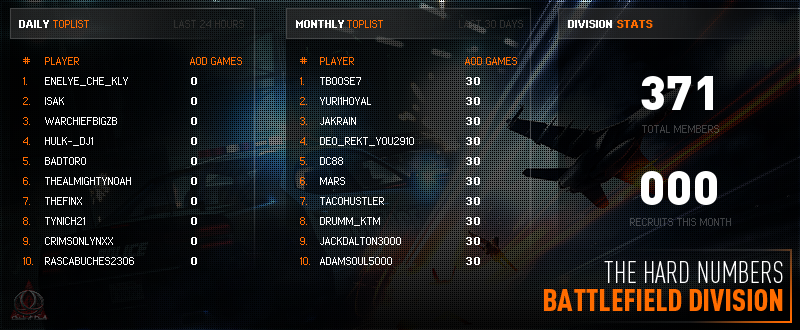 DAILY TOPLIST LAST 24 HOURS
# PLAYER AOD GAMES
1. ENELYE_CHE_KLY 0
2. ISAK 0
3. WARCHIEFBIGZB 0
4. HULK-_DJ1 0
5. BADTORO 0
6. THEALMIGHTYNOAH 0
7. THEFINX 0
8. TYNICH21 0
9. CRIMSONLYNXX 0
10. RASCABUCHES2306 0
MONTHLY TOPLIST LAST 30 DAYS
# PLAYER AOD GAMES
1. TBOOSE7 30
2. YURI1HOYAL 30
3. JAKRAIN 30
4. DEO_REKT_YOU2910 30
5. DC88 30
6. MARS 30
7. TACOHUSTLER 30
8. DRUMM_KTM 30
9. JACKDALTON3000 30
10. ADAMSOUL5000 30
DIVISION STATS
371
TOTAL MEMBERS
000
RECRUITS THIS MONTH
THE HARD NUMBERS
BATTLEFIELD DIVISION